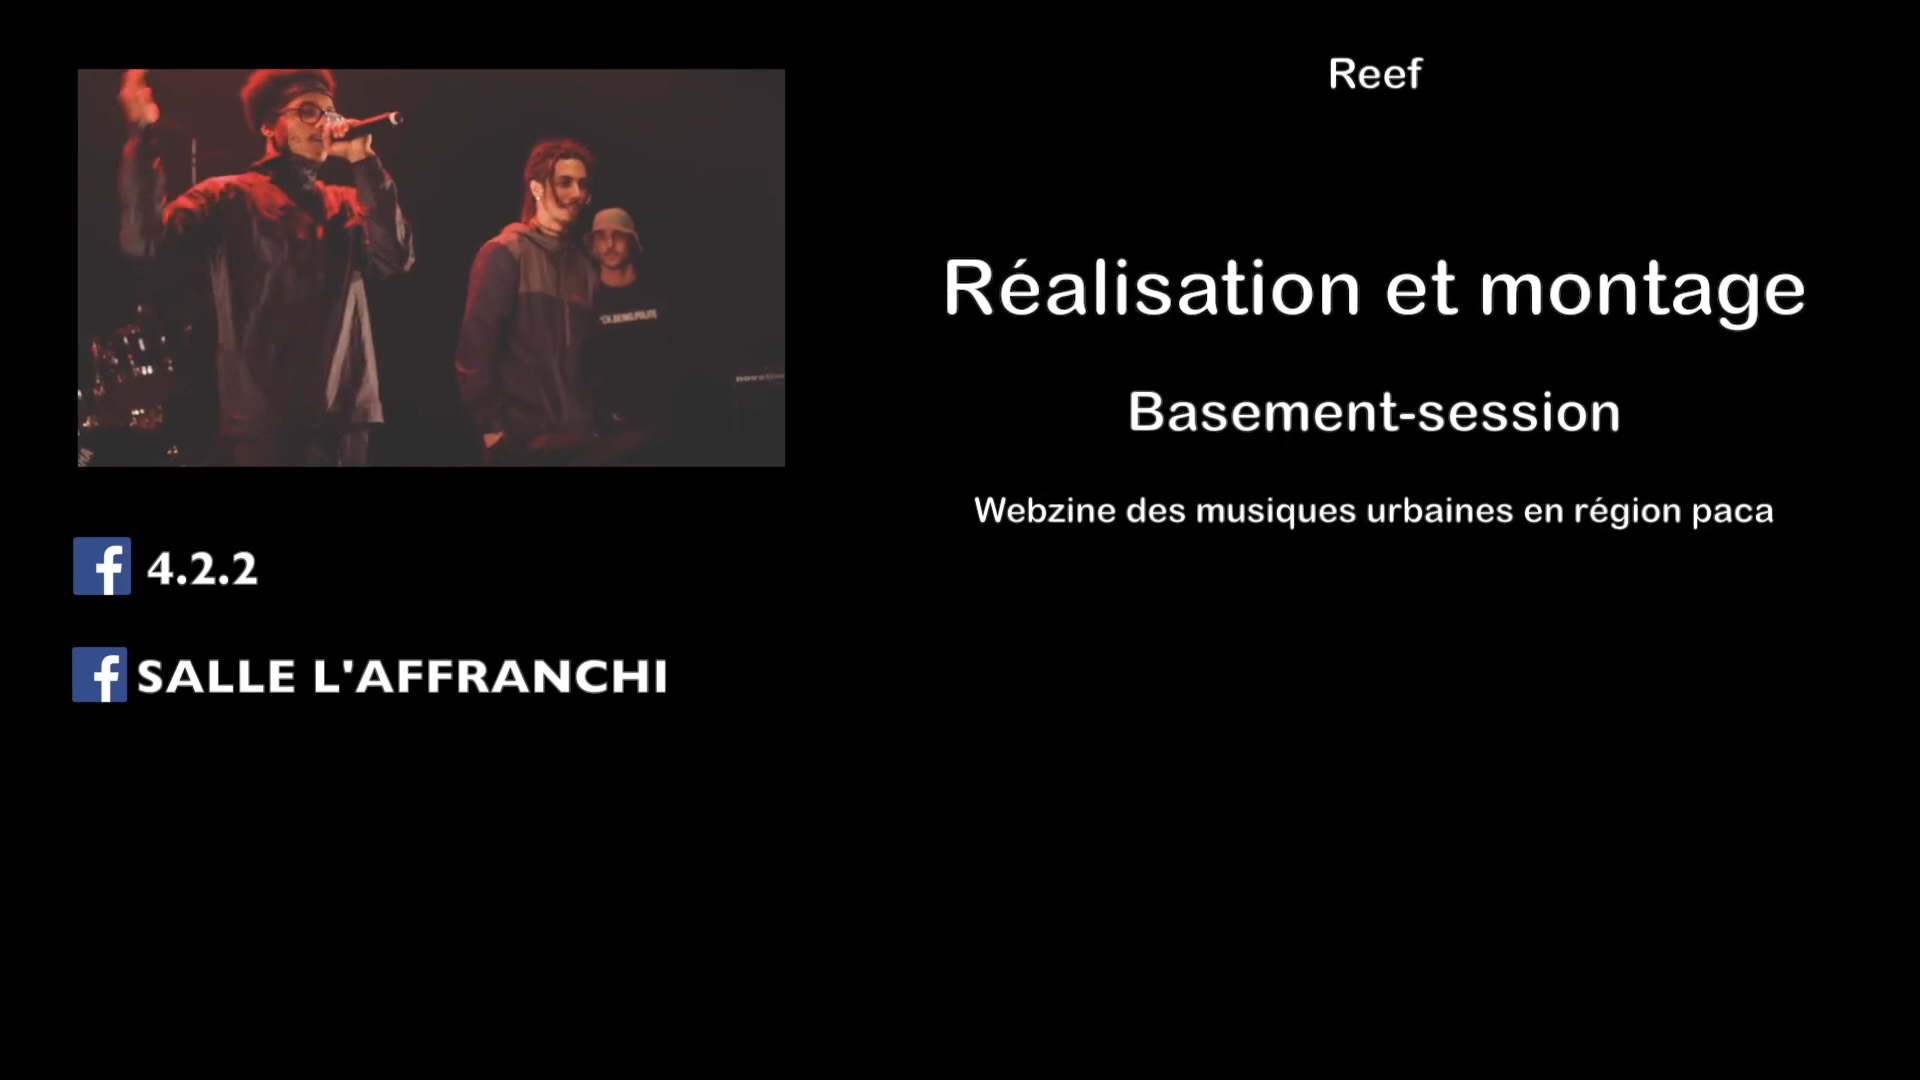 Reef
Réalisation et montage
Basement-session
Webzine des musiques urbaines en région paca
4.2.2
SALLE L'AFFRANCHI